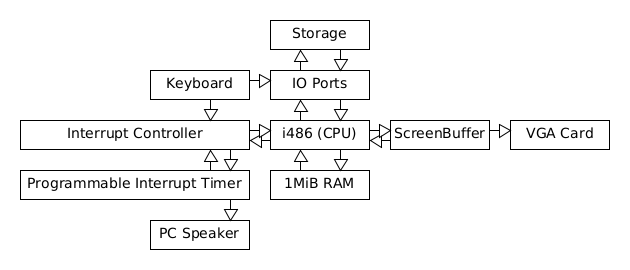 Storage
Keyboard
IO Ports
Interrupt Controller
i486 (CPU)
ScreenBuffer
VGA Card
Programmable Interrupt Timer
1MiB RAM
PC Speaker